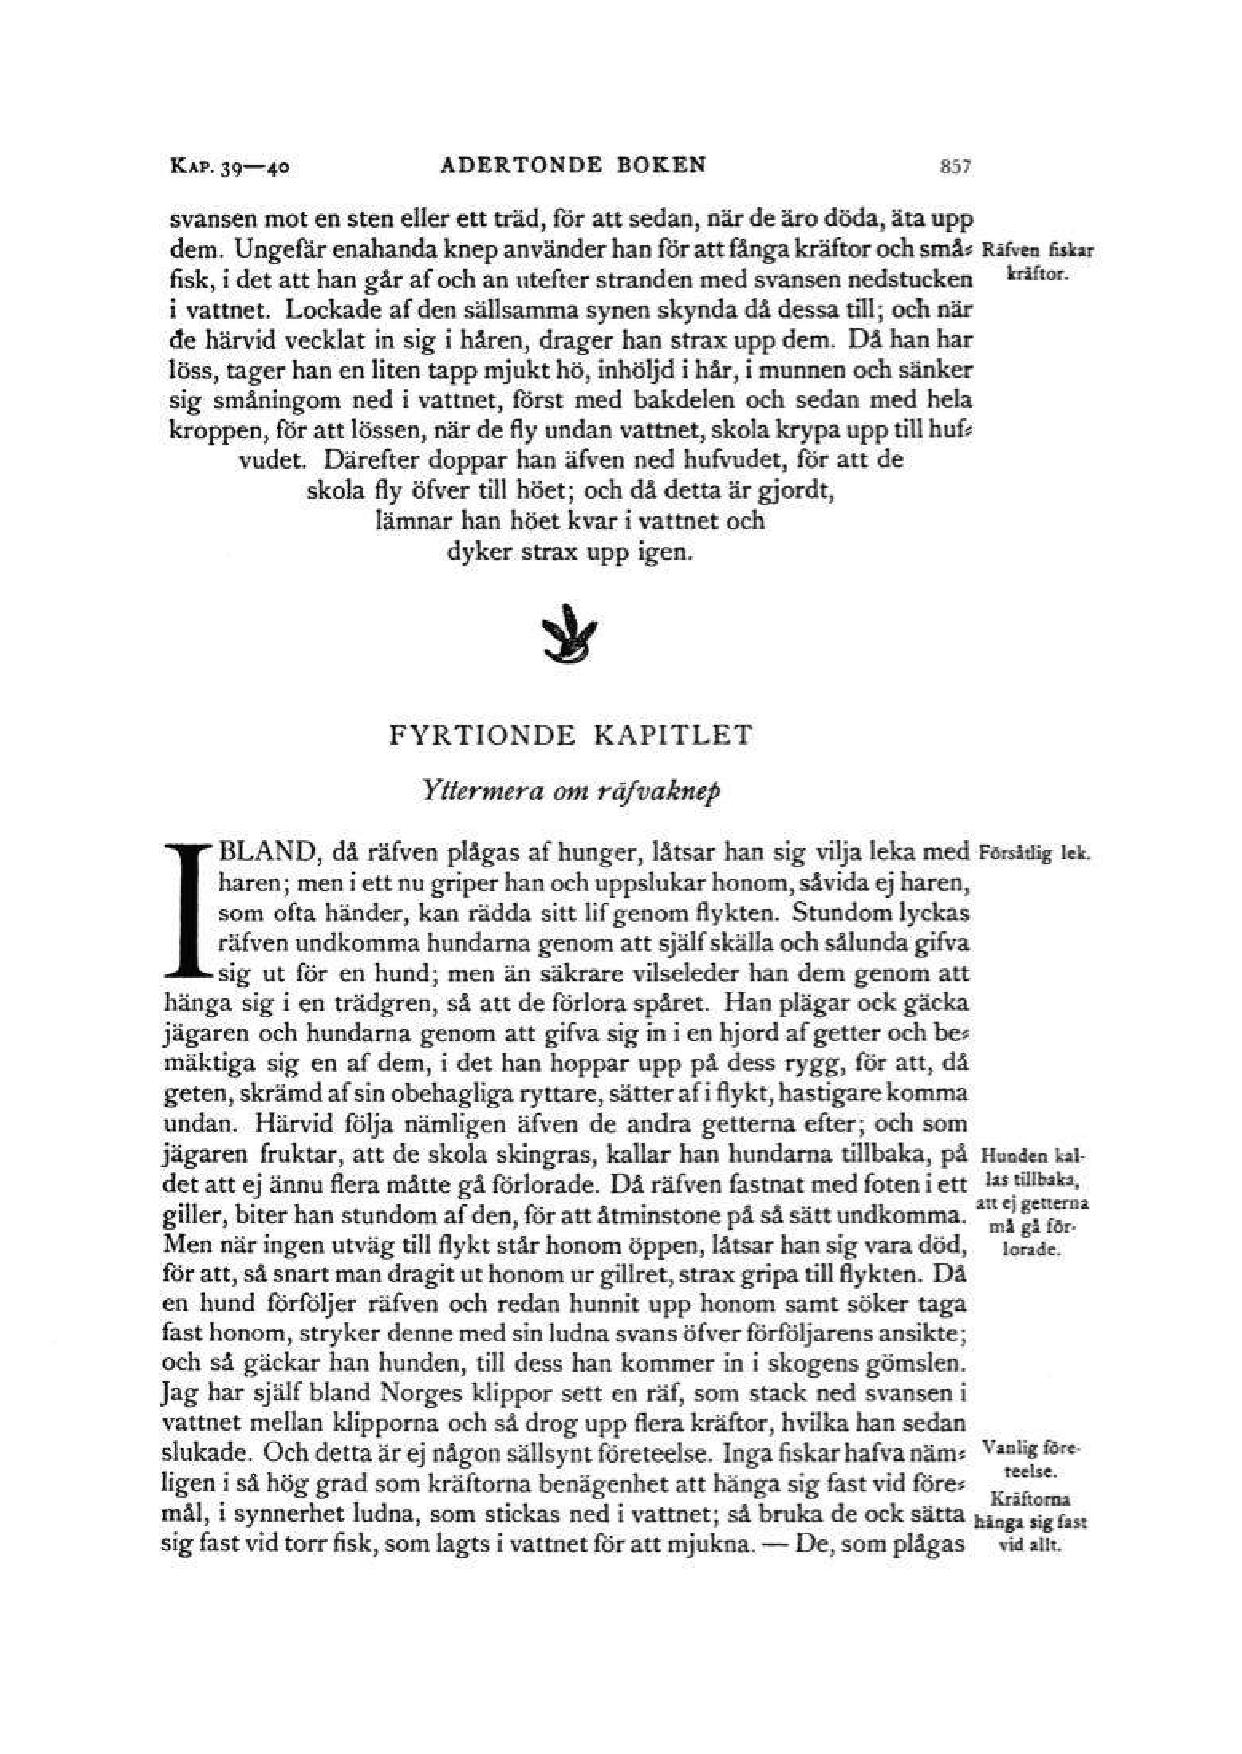 KAP. 39—40 ADERTONDE BOKEN 857
svansen mot en sten eller ett träd, för att sedan, när de äro döda, äta upp
dem. Ungefär enahanda knep använder han för att fånga kräftor och små-
fisk, i det att han går af och an utefter stranden med svansen nedstucken
i vattnet. Lockade af den sällsamma synen skynda då dessa till; och när
de härvid vecklat in sig i håren, drager han strax upp dem. Då han har
löss, tager han en liten tapp mjukt hö, inhöljd i hår, i munnen och sänker
sig småningom ned i vattnet, först med bakdelen och sedan med hela
kroppen, för att lössen, när de fly undan vattnet, skola krypa upp till huf-
vudet. Därefter doppar han äfven ned hufvudet, för att de
skola fly öfver till höet; och då detta är gjordt,
lämnar han höet kvar i vattnet och
dyker strax upp igen.
Räfven fiskar
kräftor.
FYRTIONDE KAPITLET
Yttermera om räfvaknep
IBLAND, då räfven plågas af hunger, låtsar han sig vilja leka med
haren; men i ett nu griper han och uppslukar honom, såvida ej haren,
som ofta händer, kan rädda sitt lif genom flykten. Stundom lyckas
räfven undkomma hundarna genom att själf skälla och sålunda gifva
sig ut för en hund; men än säkrare vilseleder han dem genom att
hänga sig i en trädgren, så att de förlora spåret. Han plägar ock gäcka
jägaren och hundarna genom att gifva sig in i en hjord af getter och be-
mäktiga sig en af dem, i det han hoppar upp på dess rygg, för att, då
geten, skrämd af sin obehagliga ryttare, sätter af i flykt, hastigare komma
undan. Härvid följa nämligen äfven de andra getterna efter; och som
jägaren fruktar, att de skola skingras, kallar han hundarna tillbaka, på
det att ej ännu flera måtte gå förlorade. Då räfven fastnat med foten i ett
giller, biter han stundom af den, för att åtminstone på så sätt undkomma.
Men när ingen utväg till flykt står honom öppen, låtsar han sig vara död,
för att, så snart man dragit ut honom ur gillret, strax gripa till flykten. Då
en hund förföljer räfven och redan hunnit upp honom samt söker taga
fast honom, stryker denne med sin ludna svans öfver förföljarens ansikte;
och så gäckar han hunden, till dess han kommer in i skogens gömslen.
Jag har själf bland Norges klippor sett en räf, som stack ned svansen i
vattnet mellan klipporna och så drog upp flera kräftor, hvilka han sedan
slukade. Och detta är ej någon sällsynt företeelse. Inga fiskar hafva näm-
ligen i så hög grad som kräftorna benägenhet att hänga sig fast vid före-
mål, i synnerhet ludna, som stickas ned i vattnet; så bruka de ock sätta
sig fast vid torr fisk, som lagts i vattnet för att mjukna. — De, som plågas
Försåtlig lek.
Hunden kal-
las tillbaka,
att ej getterna
må gå för-
lorade.
Vanlig före-
teelse.
Kräftorna
hänga sig fast
vid allt.